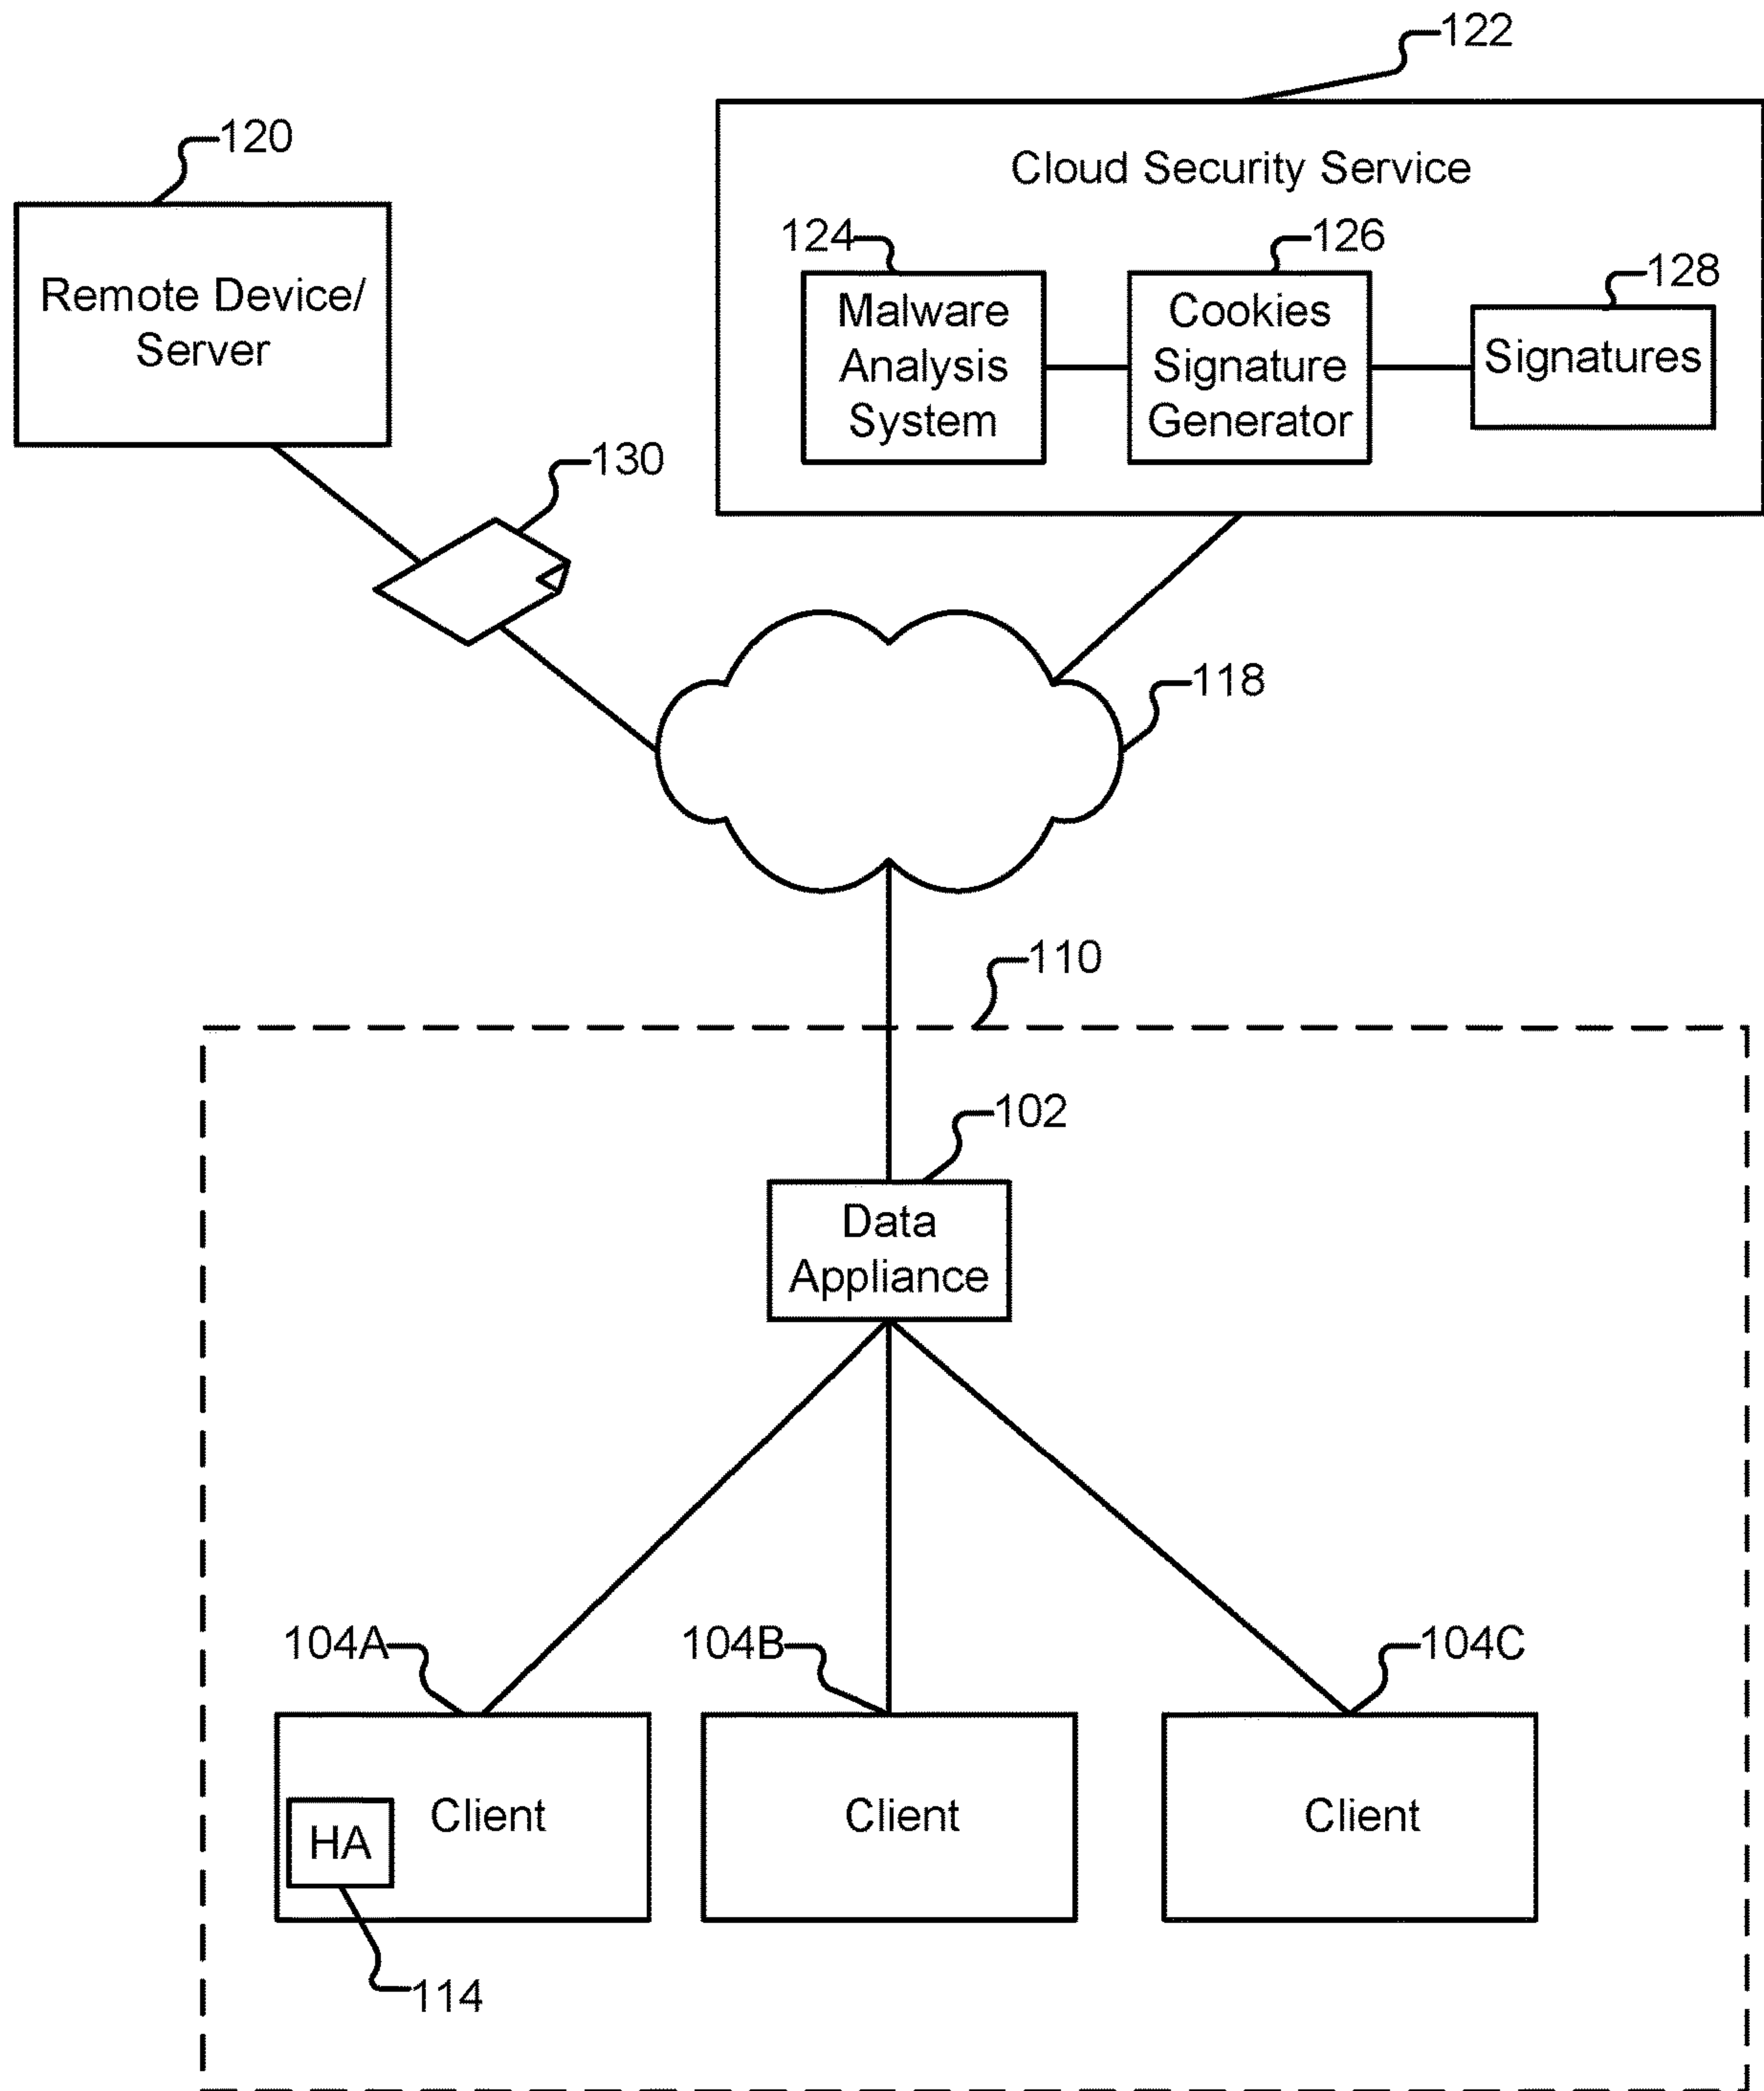 122
120
Cloud Security Service
124
126
128
Remote Device/
Server
Malware
Analysis
System
Cookies
Signature
Generator
Signatures
130
118
110
102
Data
Appliance
104A
104B
104C
Client
HA
Client
Client
114